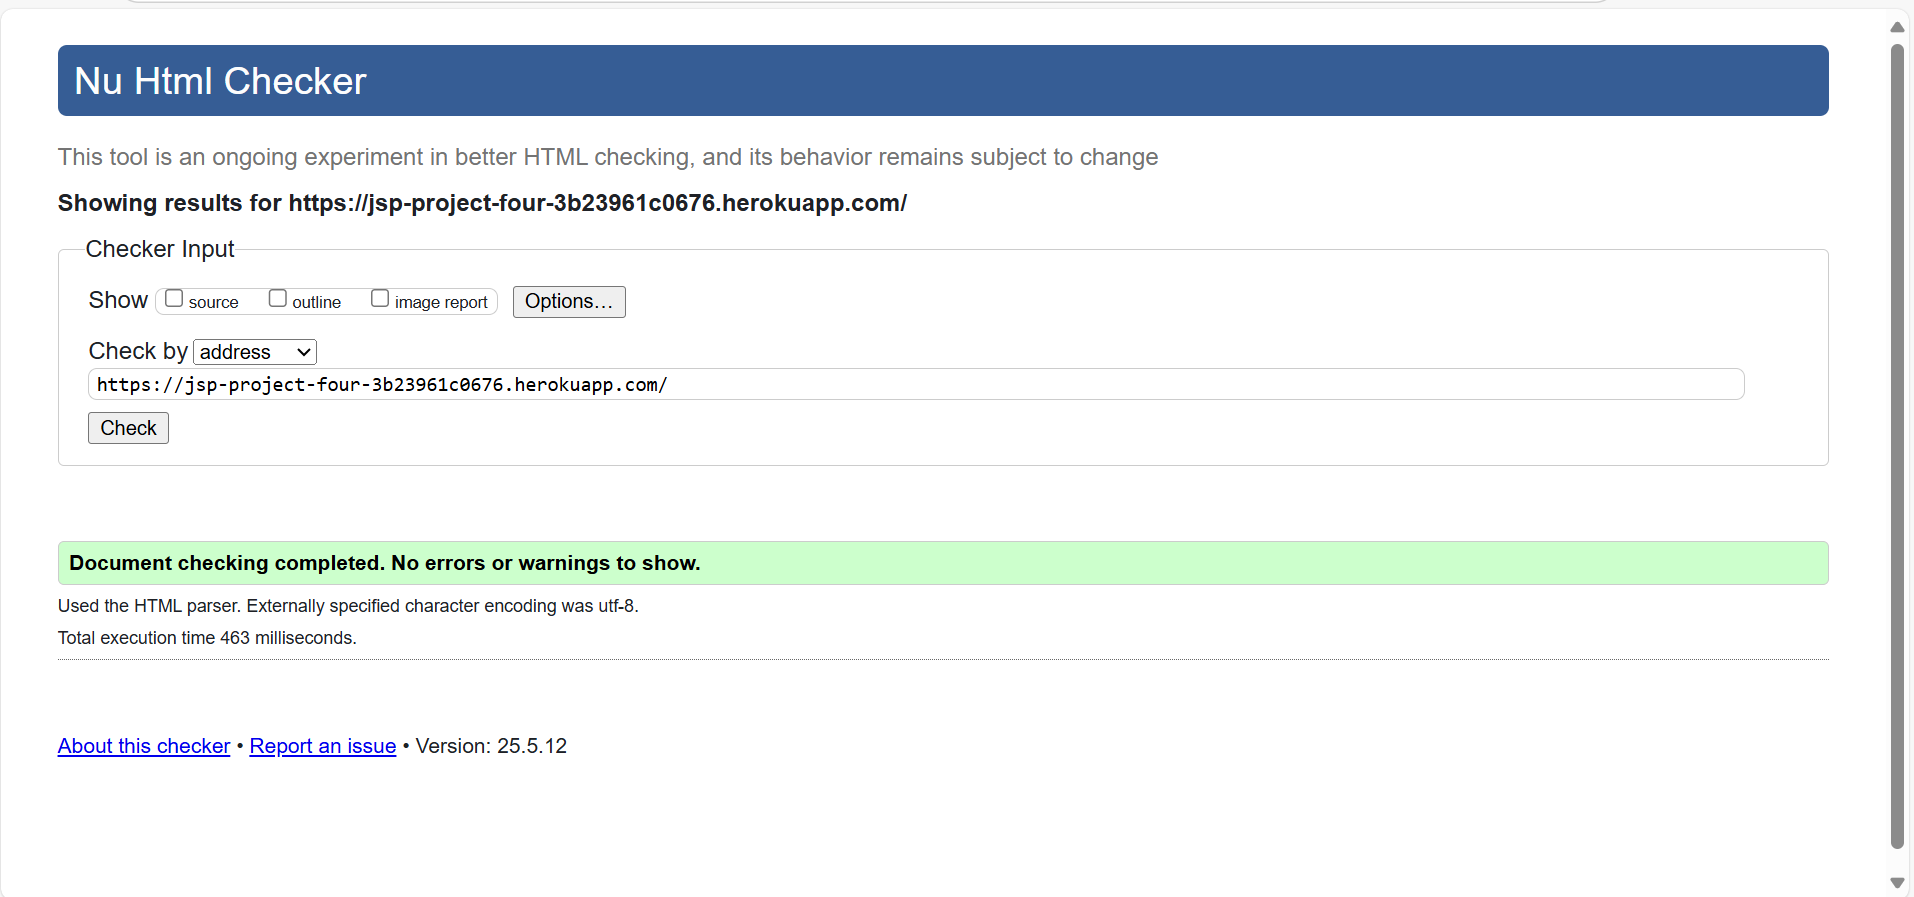 Nu Html Checker
This tool is an ongoing experiment in better HTML checking, and its behavior remains subject to change
Showing results for https://jsp-project-four-3b23961c0676.herokuapp.com/
Checker Input
Show source outline image report Options…
Check by address
https://jsp-project-four-3b23961c0676.herokuapp.com/
Check
Document checking completed. No errors or warnings to show.
Used the HTML parser. Externally specified character encoding was utf-8.
Total execution time 463 milliseconds.
About this checker • Report an issue • Version: 25.5.12